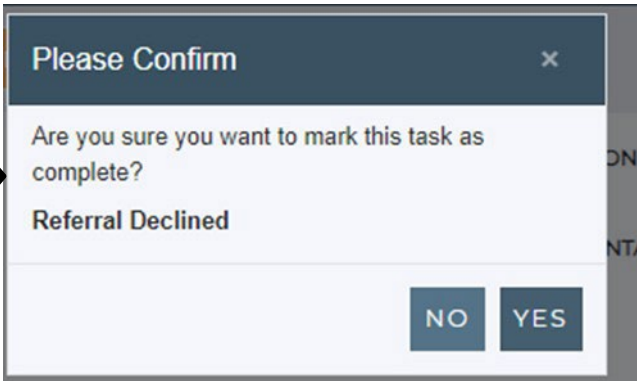 Please Confirm ×
Are you sure you want to mark this task as
complete?
Referral Declined
NO YES